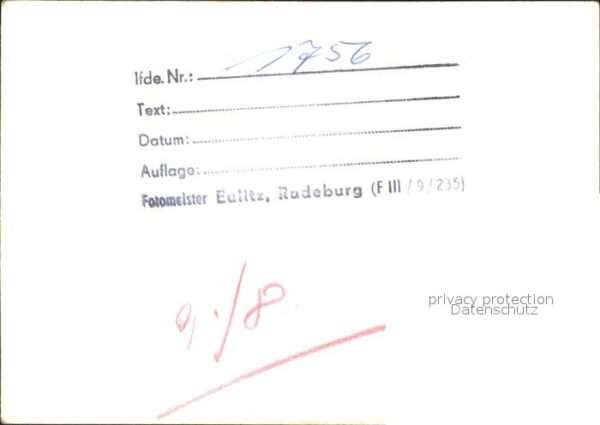 lfde. Nr.: 1756
Text:
Datum:
Auflage:
Fotomeister Eulitz, Radeburg (F III / 9 / 235)
privacy protection
Datenschutz